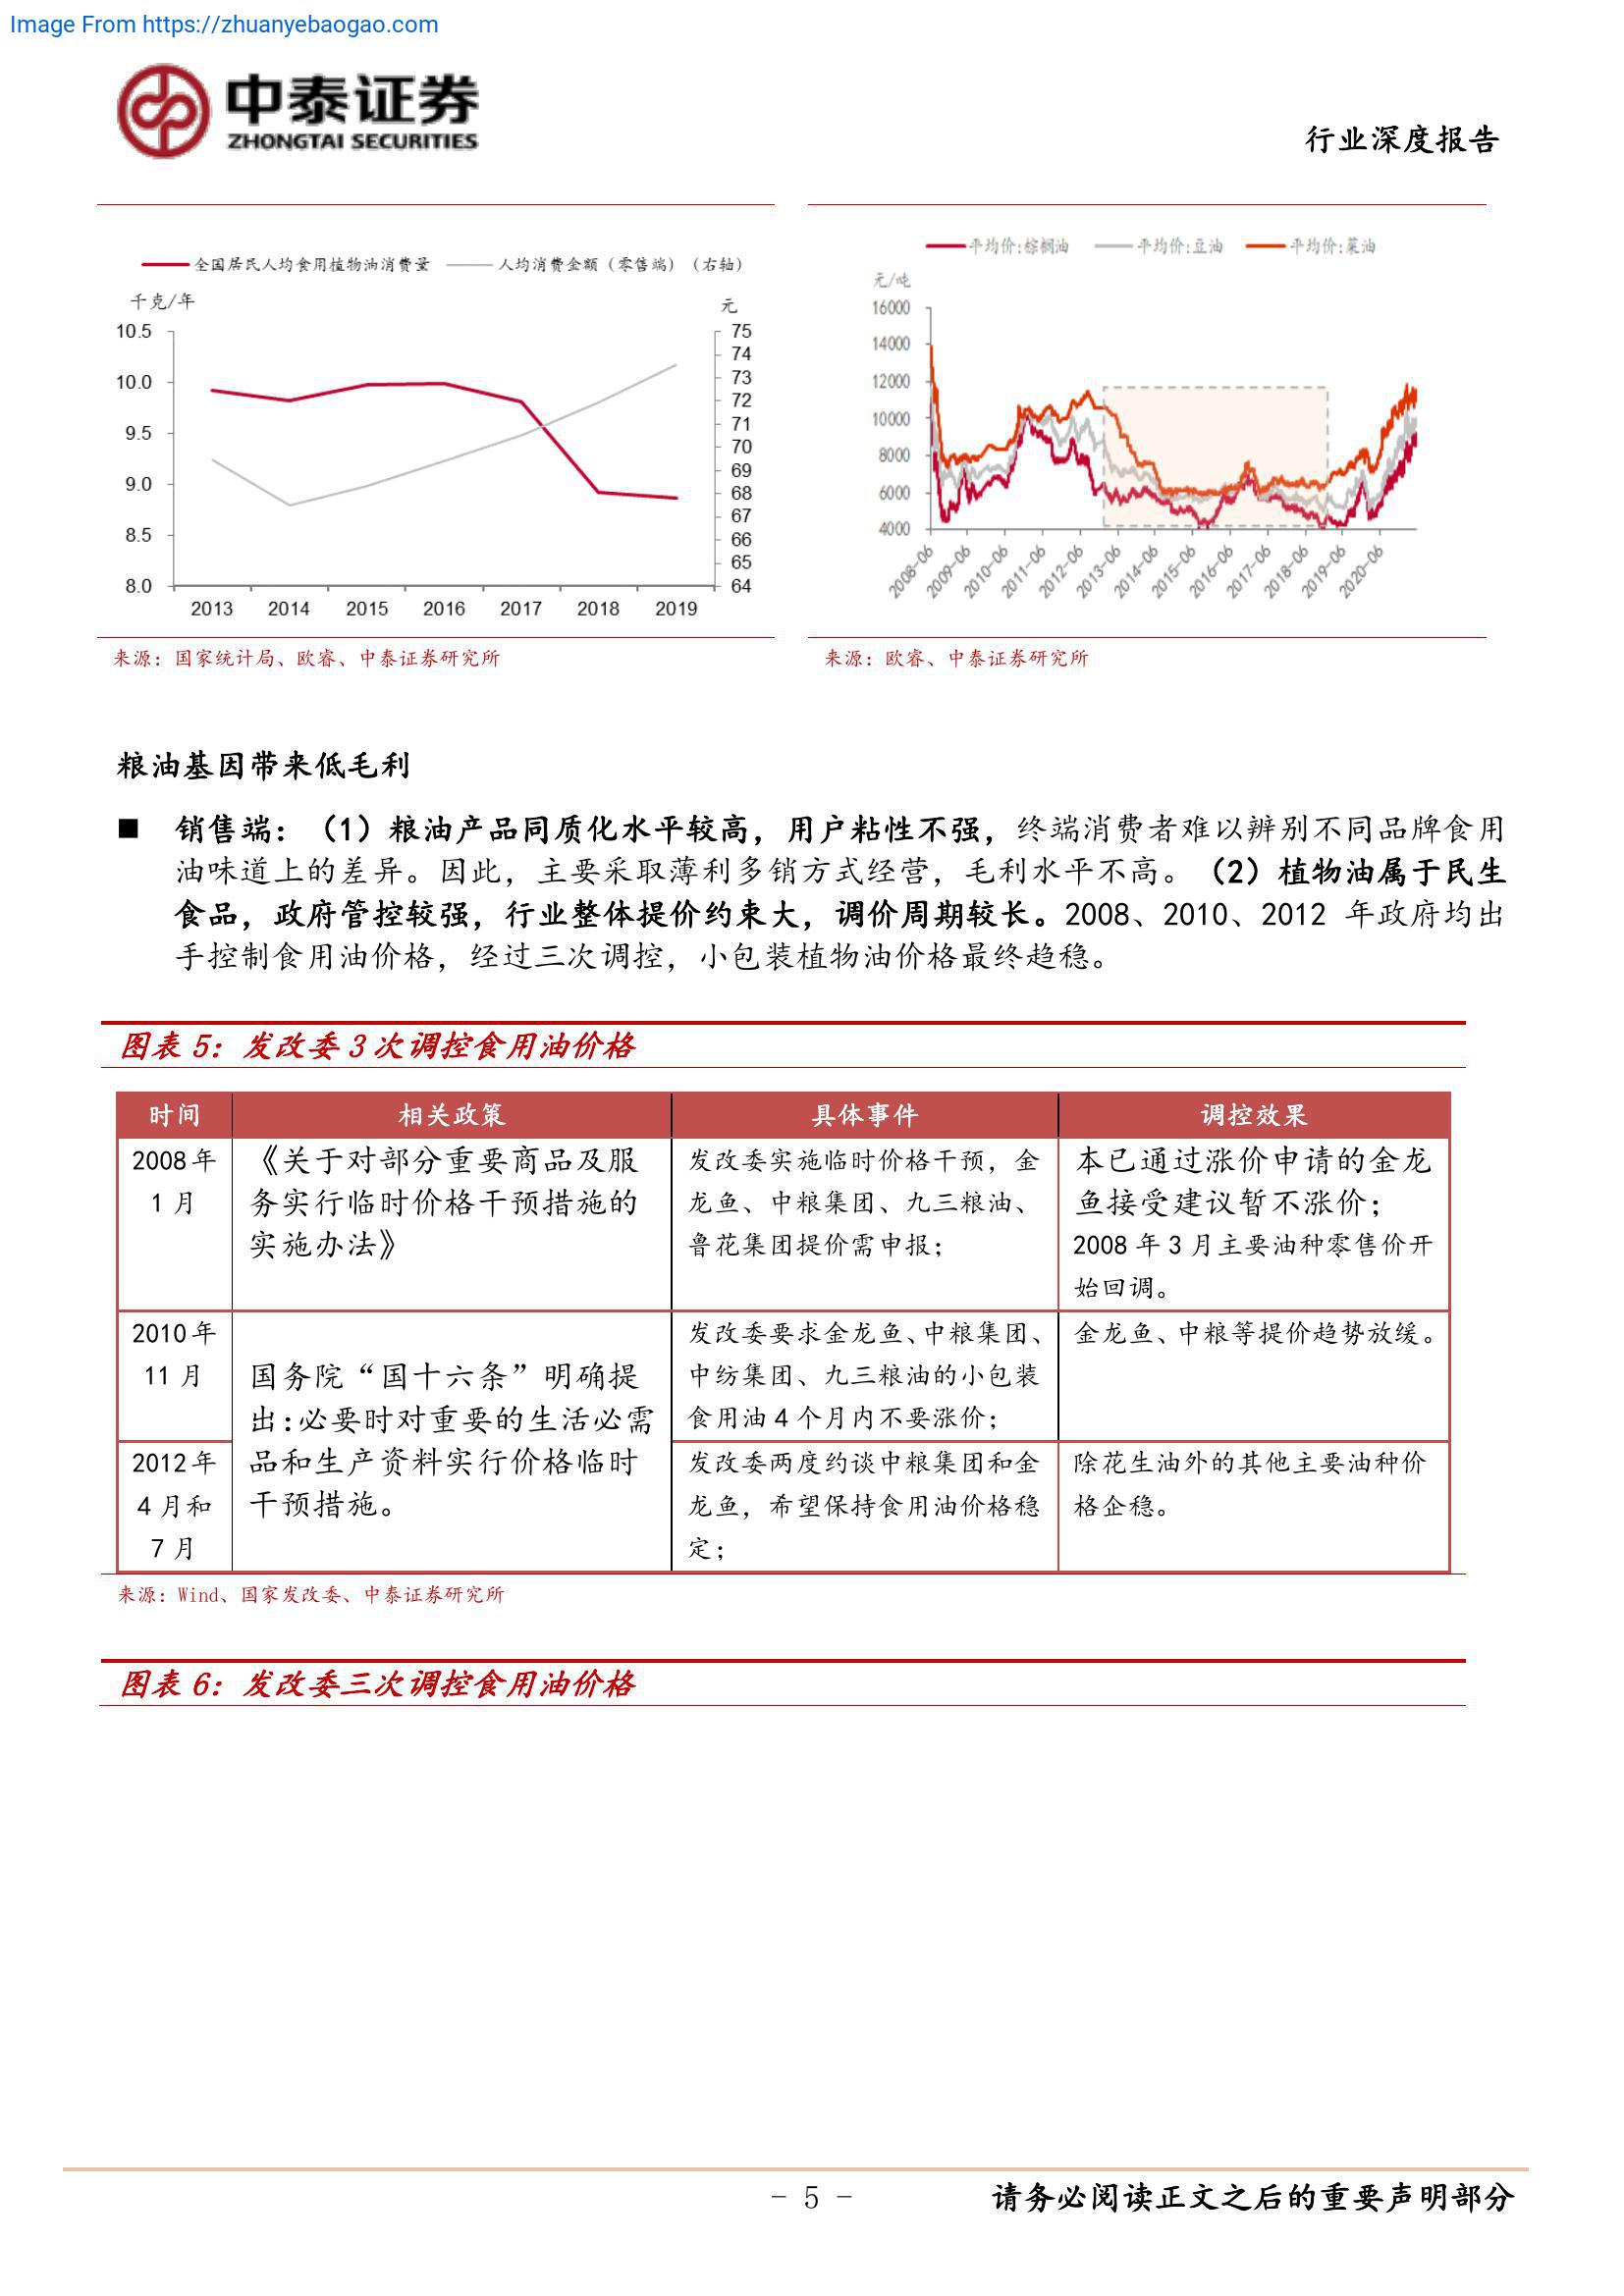 Image From https://zhuanyebaogao.com
中泰证券
ZHONGTAI SECURITIES
行业深度报告
全国居民人均食用植物油消费量 人均消费金额（零售端）（右轴）
千克/年 元
10.5
10.0
9.5
9.0
8.5
8.0
75
74
73
72
71
70
69
68
67
66
65
64
2013 2014 2015 2016 2017 2018 2019
来源：国家统计局、欧睿、中泰证券研究所
平均价:棕榈油 平均价:豆油 平均价:菜油
元/吨
16000
14000
12000
10000
8000
6000
4000
2008-06 2009-06 2010-06 2011-06 2012-06 2013-06 2014-06 2015-06 2016-06 2017-06 2018-06 2019-06 2020-06
来源：欧睿、中泰证券研究所
粮油基因带来低毛利
■ 销售端：（1）粮油产品同质化水平较高，用户粘性不强，终端消费者难以辨别不同品牌食用
油味道上的差异。因此，主要采取薄利多销方式经营，毛利水平不高。（2）植物油属于民生
食品，政府管控较强，行业整体提价约束大，调价周期较长。2008、2010、2012 年政府均出
手控制食用油价格，经过三次调控，小包装植物油价格最终趋稳。
图表 5：发改委 3 次调控食用油价格
时间 相关政策 具体事件 调控效果
2008 年
1 月
《关于对部分重要商品及服
务实行临时价格干预措施的
实施办法》
发改委实施临时价格干预，金
龙鱼、中粮集团、九三粮油、
鲁花集团提价需申报；
本已通过涨价申请的金龙
鱼接受建议暂不涨价；
2008 年 3 月主要油种零售价开
始回调。
2010 年
11 月
国务院“国十六条”明确提
出：必要时对重要的生活必需
品和生产资料实行价格临时
干预措施。
发改委要求金龙鱼、中粮集团、
中纺集团、九三粮油的小包装
食用油 4 个月内不要涨价；
金龙鱼、中粮等提价趋势放缓。
2012 年
4 月和
7 月
发改委两度约谈中粮集团和金
龙鱼，希望保持食用油价格稳
定；
除花生油外的其他主要油种价
格企稳。
来源：Wind、国家发改委、中泰证券研究所
图表 6：发改委三次调控食用油价格
- 5 -
请务必阅读正文之后的重要声明部分